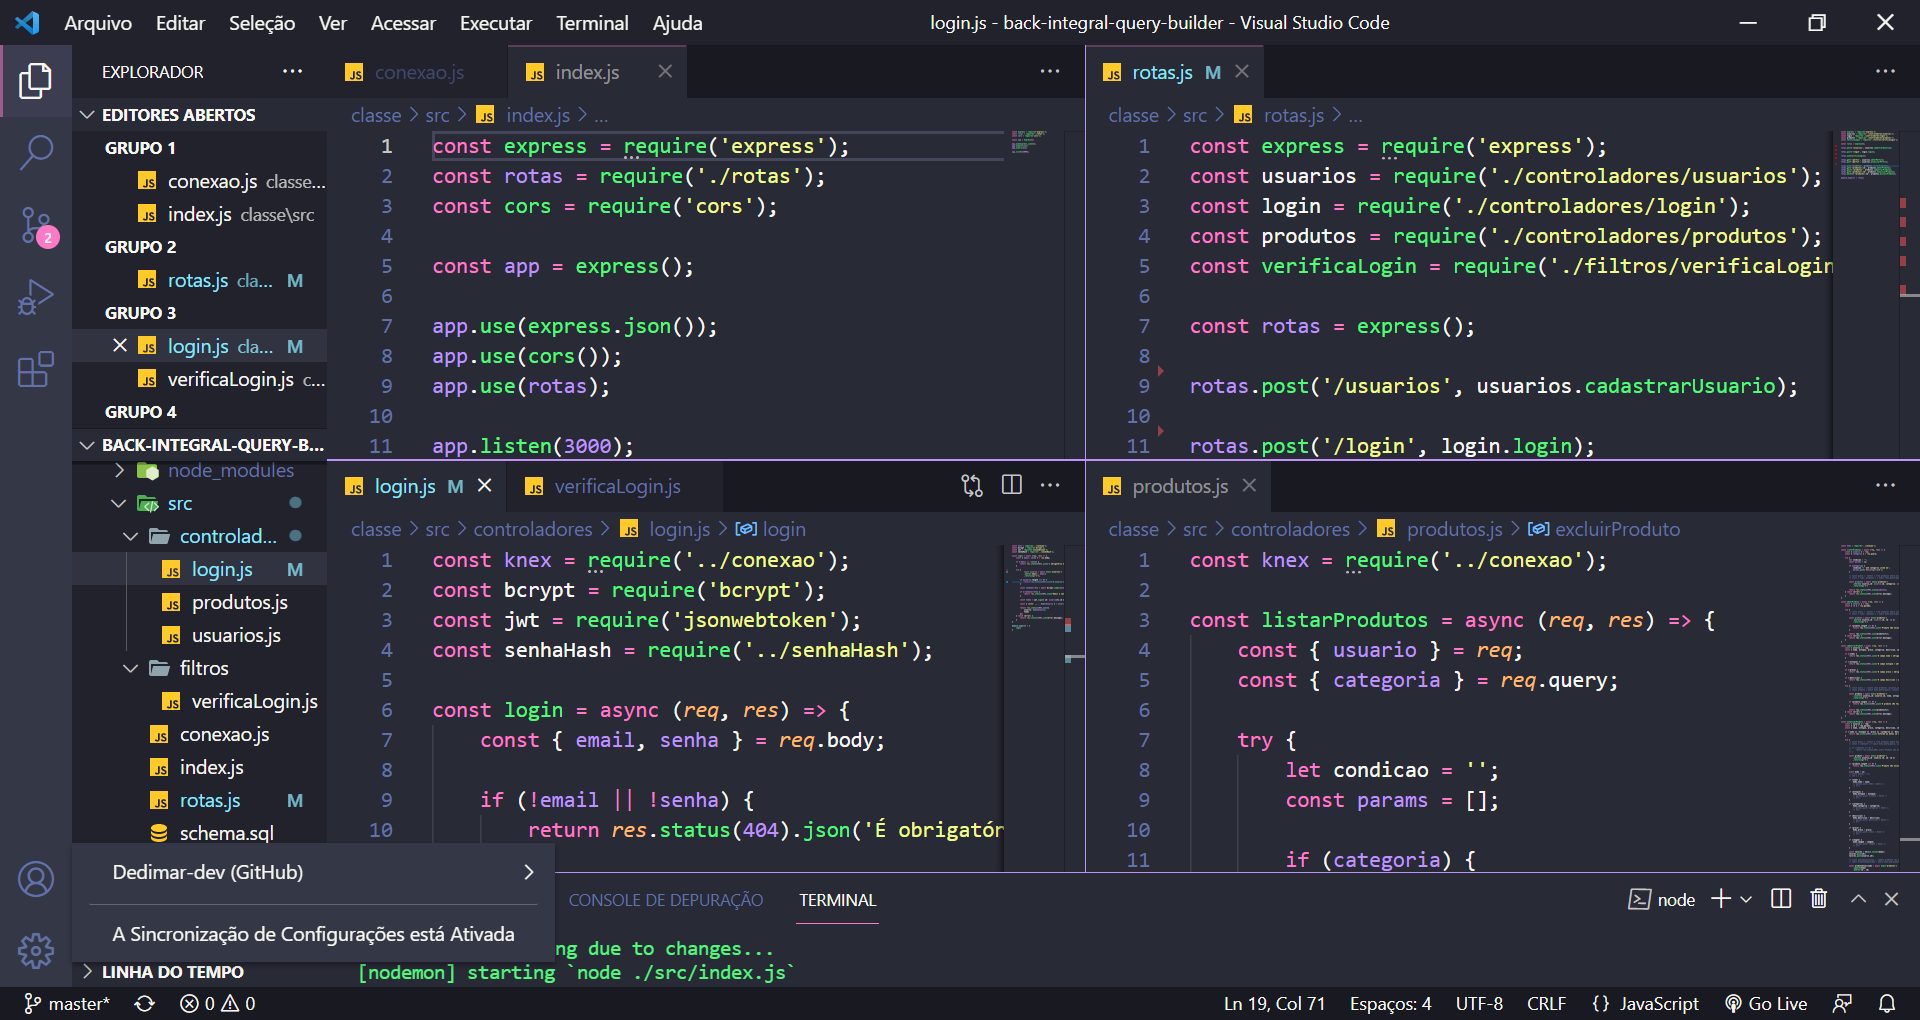 Arquivo Editar Seleção Ver Acessar Executar Terminal Ajuda
login.js - back-integral-query-builder - Visual Studio Code
EXPLORADOR
EDITORES ABERTOS
GRUPO 1
conexao.js classe...
index.js classe\src
GRUPO 2
rotas.js cla... M
GRUPO 3
login.js cla... M
verificaLogin.js c...
GRUPO 4
BACK-INTEGRAL-QUERY-B...
node_modules
src
controlad...
login.js M
produtos.js
usuarios.js
filtros
verificaLogin.js
conexao.js
index.js
rotas.js M
schema.sql
Dedimar-dev (GitHub)
A Sincronização de Configurações está Ativada
LINHA DO TEMPO
2
JS conexao.js JS index.js
classe > src > JS index.js > ...
1 const express = require('express');
2 const rotas = require('./rotas');
3 const cors = require('cors');
4
5 const app = express();
6
7 app.use(express.json());
8 app.use(cors());
9 app.use(rotas);
10
11 app.listen(3000);
JS rotas.js M
classe > src > JS rotas.js > ...
1 const express = require('express');
2 const usuarios = require('./controladores/usuarios');
3 const login = require('./controladores/login');
4 const produtos = require('./controladores/produtos');
5 const verificaLogin = require('./filtros/verificaLogin
6
7 const rotas = express();
8
9 rotas.post('/usuarios', usuarios.cadastrarUsuario);
10
11 rotas.post('/login', login.login);
JS login.js M JS verificaLogin.js
classe > src > controladores > JS login.js > login
1 const knex = require('../conexao');
2 const bcrypt = require('bcrypt');
3 const jwt = require('jsonwebtoken');
4 const senhaHash = require('../senhaHash');
5
6 const login = async (req, res) => {
7 const { email, senha } = req.body;
8
9 if (!email || !senha) {
10 return res.status(404).json('É obrigatór
JS produtos.js
classe > src > controladores > JS produtos.js > excluirProduto
1 const knex = require('../conexao');
2
3 const listarProdutos = async (req, res) => {
4 const { usuario } = req;
5 const { categoria } = req.query;
6
7 try {
8 let condicao = '';
9 const params = [];
10
11 if (categoria) {
CONSOLE DE DEPURAÇÃO TERMINAL
node
ng due to changes...
[nodemon] starting `node ./src/index.js`
master* 0 0
Ln 19, Col 71 Espaços: 4 UTF-8 CRLF {} JavaScript Go Live